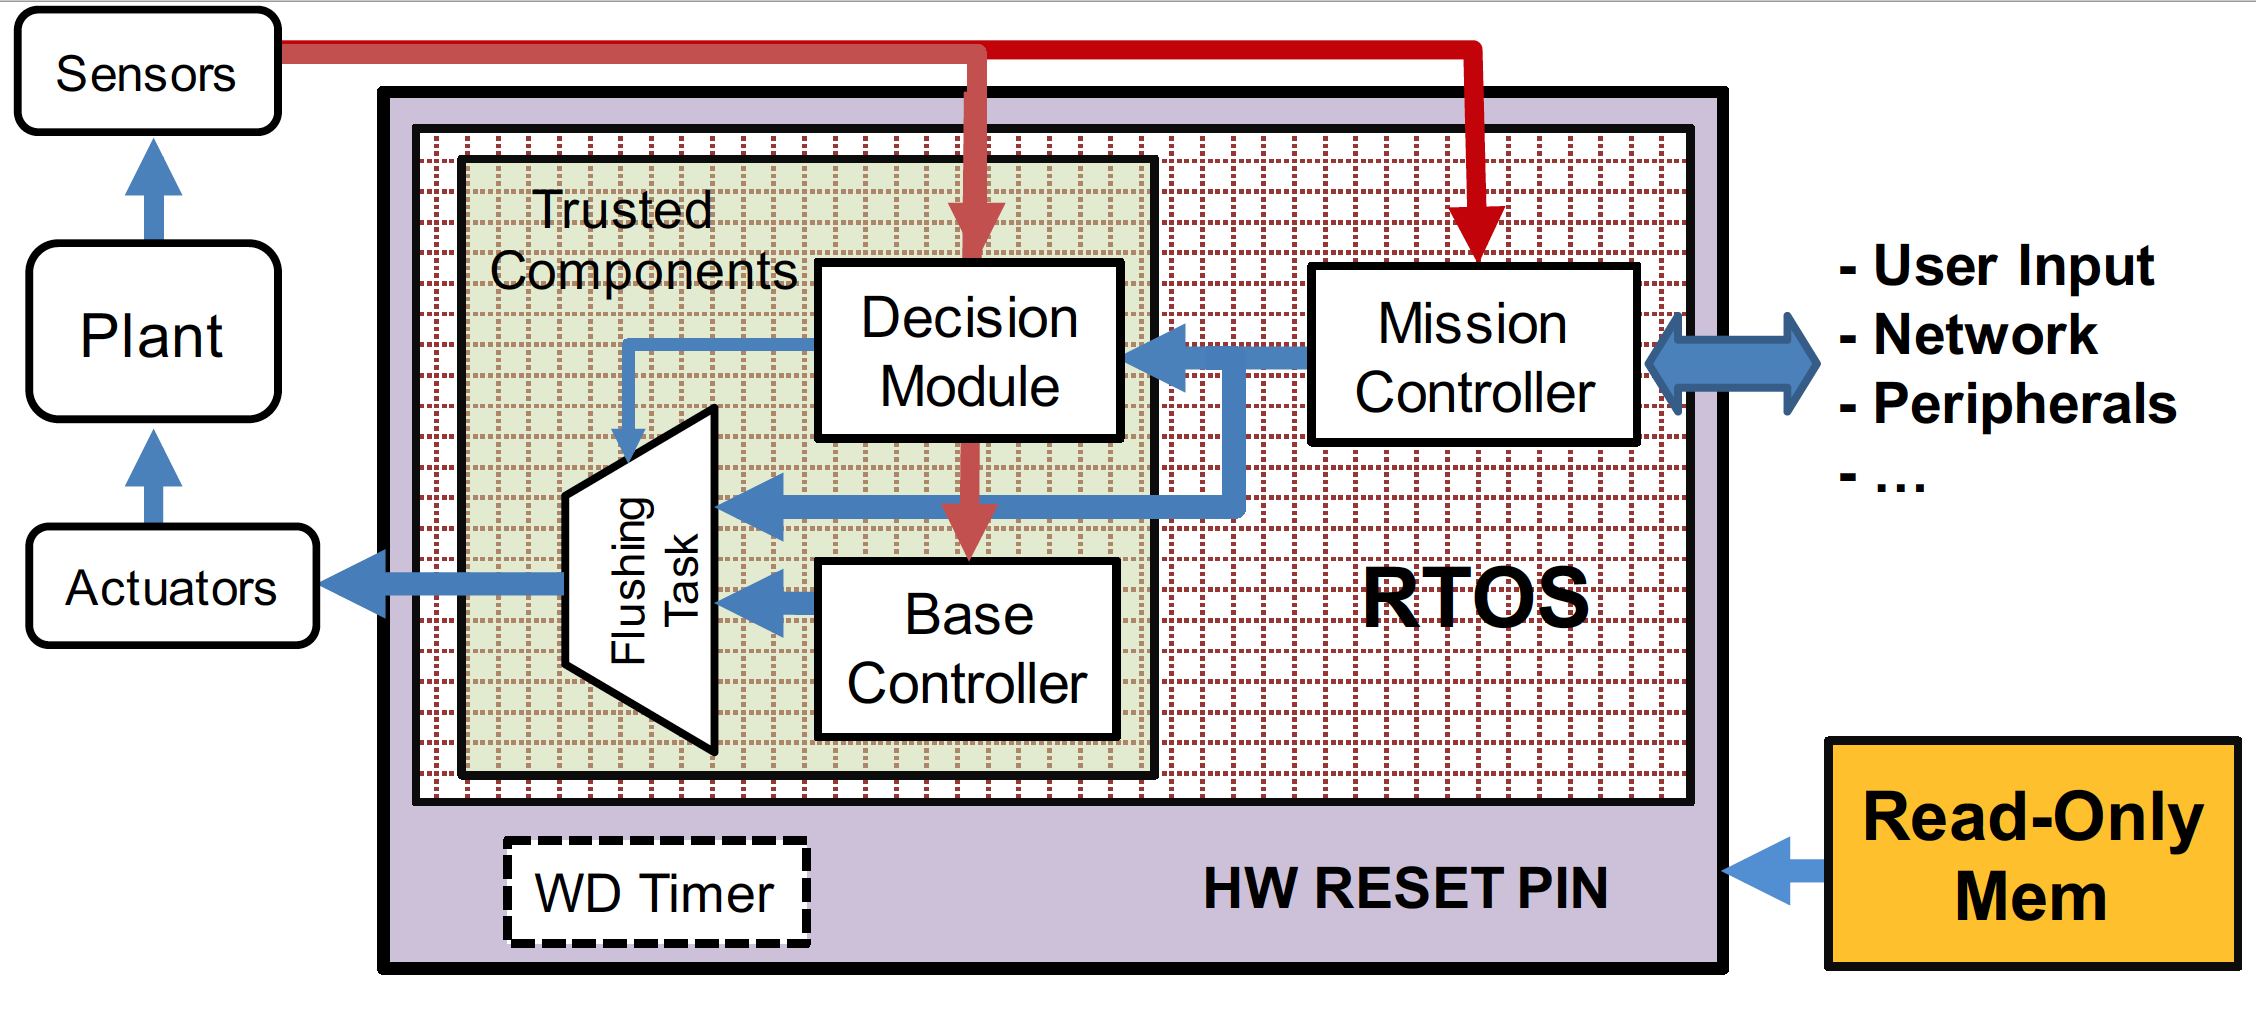 Sensors
Trusted
Components
Plant
Decision
Module
Mission
Controller
- User Input
- Network
- Peripherals
- ...
Flushing
Task
Actuators
Base
Controller
RTOS
WD Timer
HW RESET PIN
Read-Only
Mem